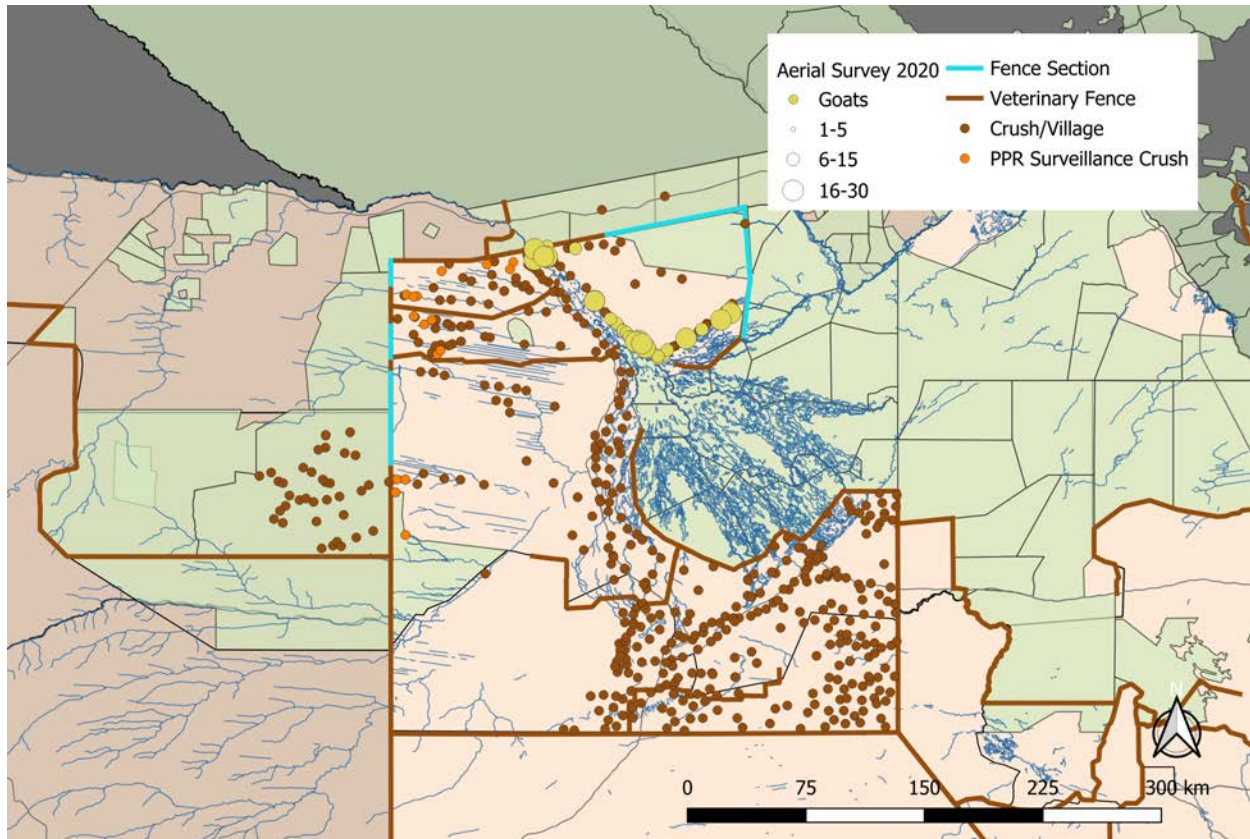 Aerial Survey 2020
Goats
1-5
6-15
16-30
Fence Section
Veterinary Fence
Crush/Village
PPR Surveillance Crush
N
0 75 150 225 300 km